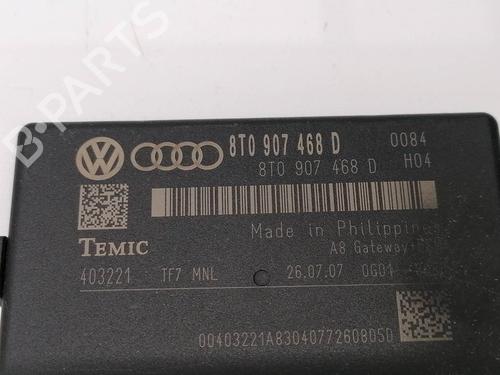 8T0 907 468 D 0084
8T0 907 468 D H04
Made in Philippine
TEMIC A8 Gateway
403221 TF7 MNL 26.07.07 0G01
00403221A83040772608050
B-PARTS